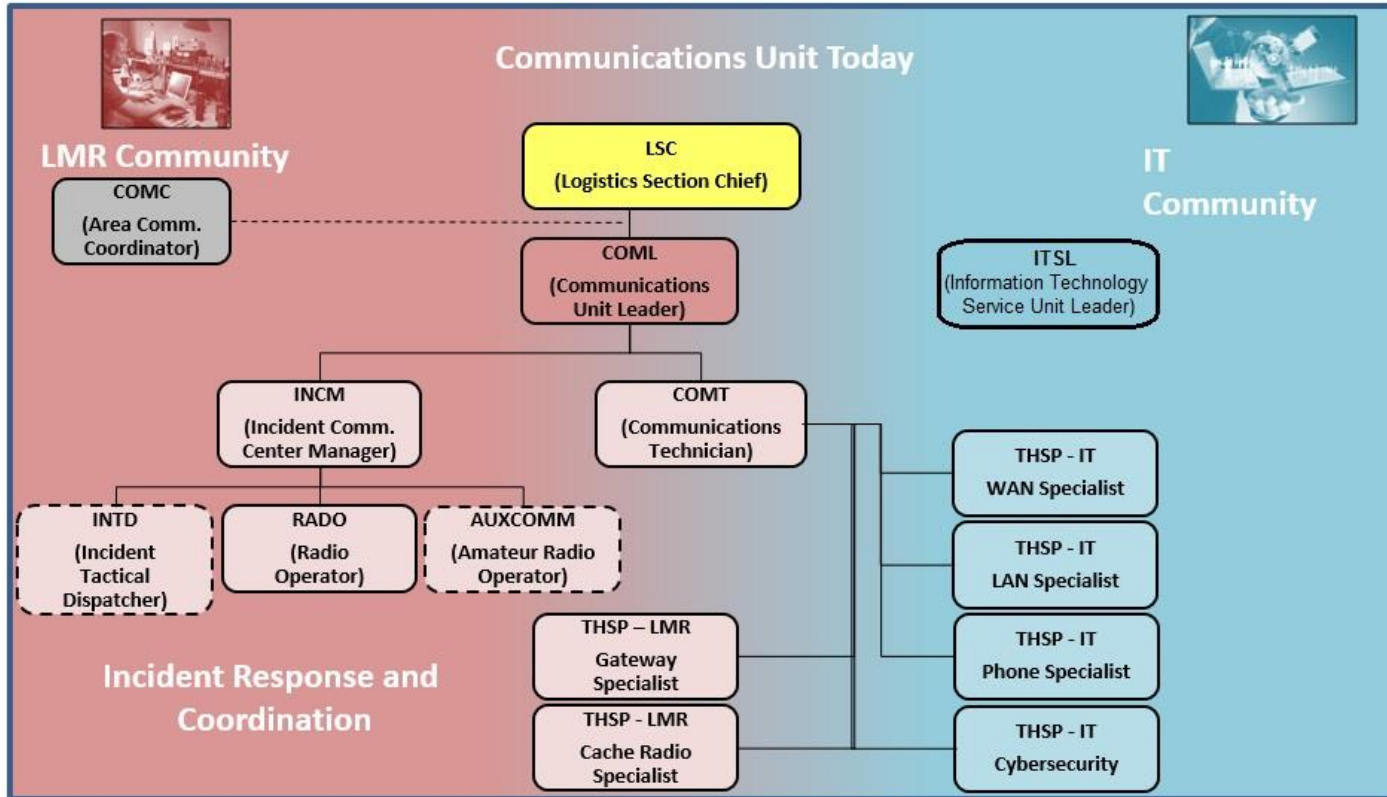 Communications Unit Today
LMR Community
IT
Community
LSC
(Logistics Section Chief)
COMC
(Area Comm.
Coordinator)
COML
(Communications
Unit Leader)
ITSL
(Information Technology
Service Unit Leader)
INCM
(Incident Comm.
Center Manager)
COMT
(Communications
Technician)
INTD
(Incident
Tactical
Dispatcher)
RADO
(Radio
Operator)
AUXCOMM
(Amateur Radio
Operator)
THSP - IT
WAN Specialist
THSP - IT
LAN Specialist
THSP – LMR
Gateway
Specialist
THSP - IT
Phone Specialist
Incident Response and
Coordination
THSP - LMR
Cache Radio
Specialist
THSP - IT
Cybersecurity